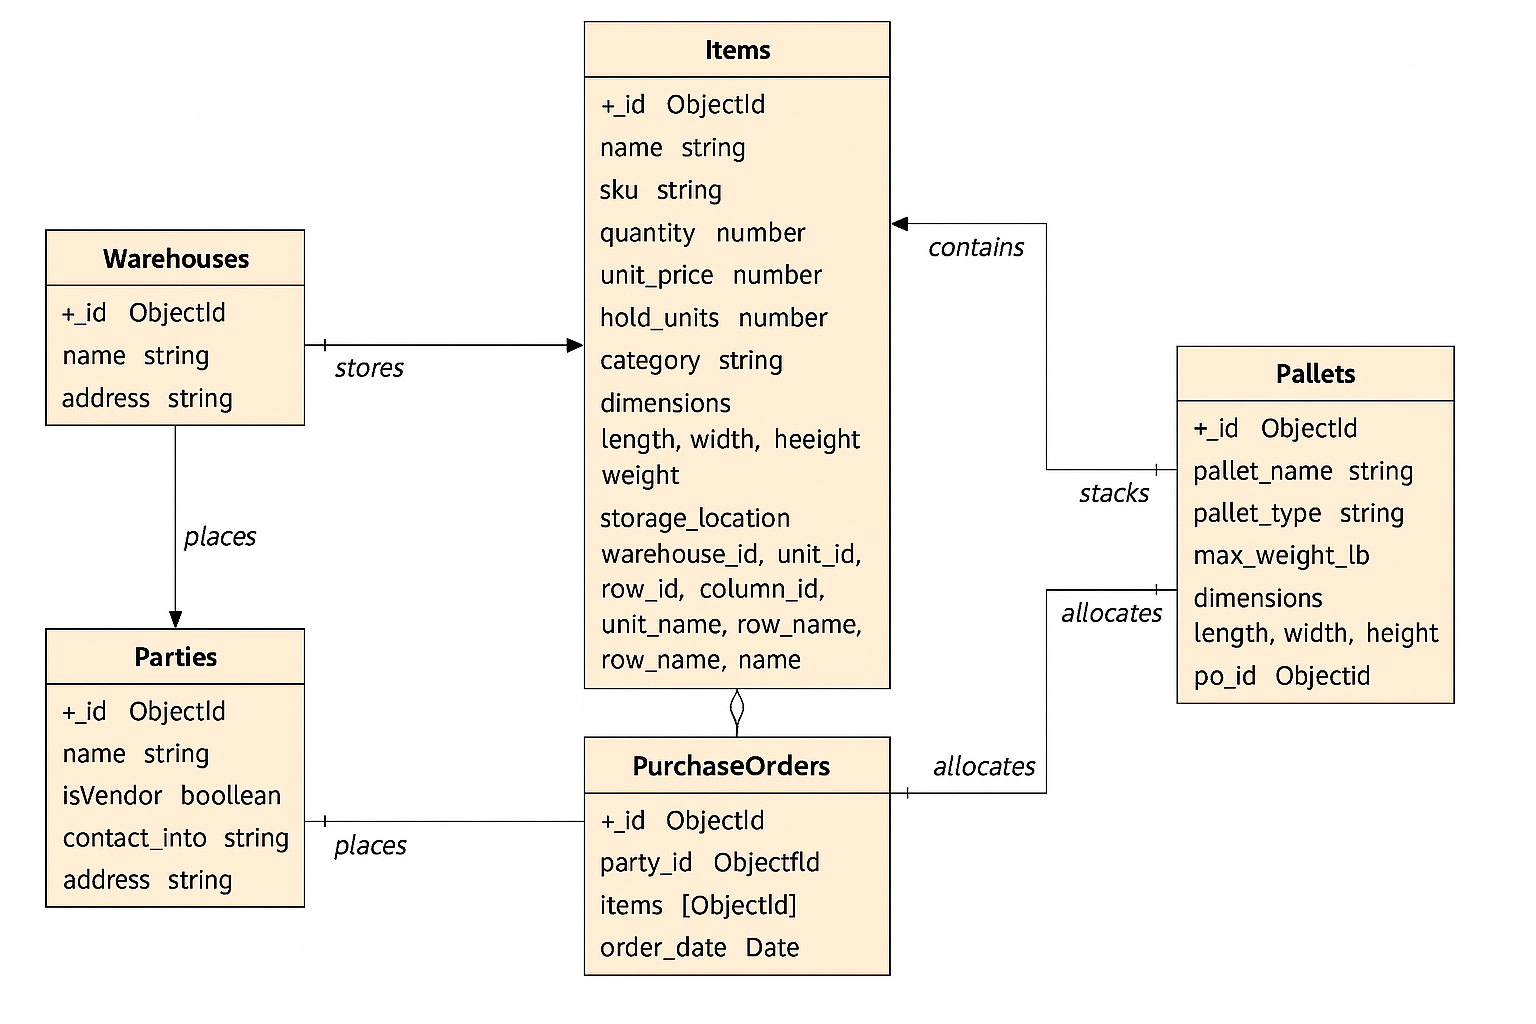 Items
+_id ObjectId
name string
sku string
quantity number
unit_price number
hold_units number
category string
dimensions
length, width, heeight
weight
storage_location
warehouse_id, unit_id,
row_id, column_id,
unit_name, row_name,
row_name, name
Warehouses
+_id ObjectId
name string
address string
stores
contains
Pallets
+_id ObjectId
pallet_name string
pallet_type string
max_weight_lb
dimensions
length, width, height
po_id Objectid
stacks
allocates
places
Parties
+_id ObjectId
name string
isVendor boollean
contact_into string
address string
places
PurchaseOrders
+_id ObjectId
party_id Objectfld
items [ObjectId]
order_date Date
allocates